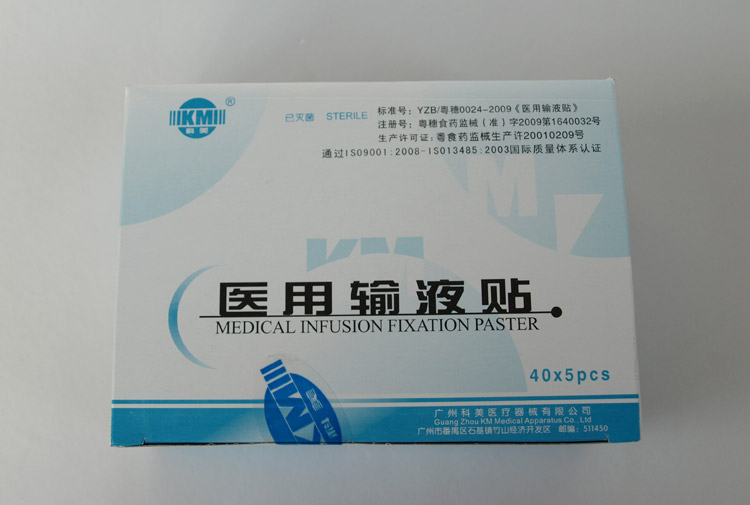 KM
®
科美
已灭菌 STERILE
标准号：YZB/粤穗0024-2009《医用输液贴》
注册号：粤穗食药监械（准）字2009第1640032号
生产许可证：粤食药监械生产许20010209号
通过ISO9001:2008-ISO13485:2003国际质量体系认证
KM
KM
医用输液贴
MEDICAL INFUSION FIXATION PASTER
40x5pcs
KM
科美
广州科美医疗器械有限公司
Guang Zhou KM Medical Apparatus Co.,Ltd
广州市番禺区石基镇竹山经济开发区 邮编：511450